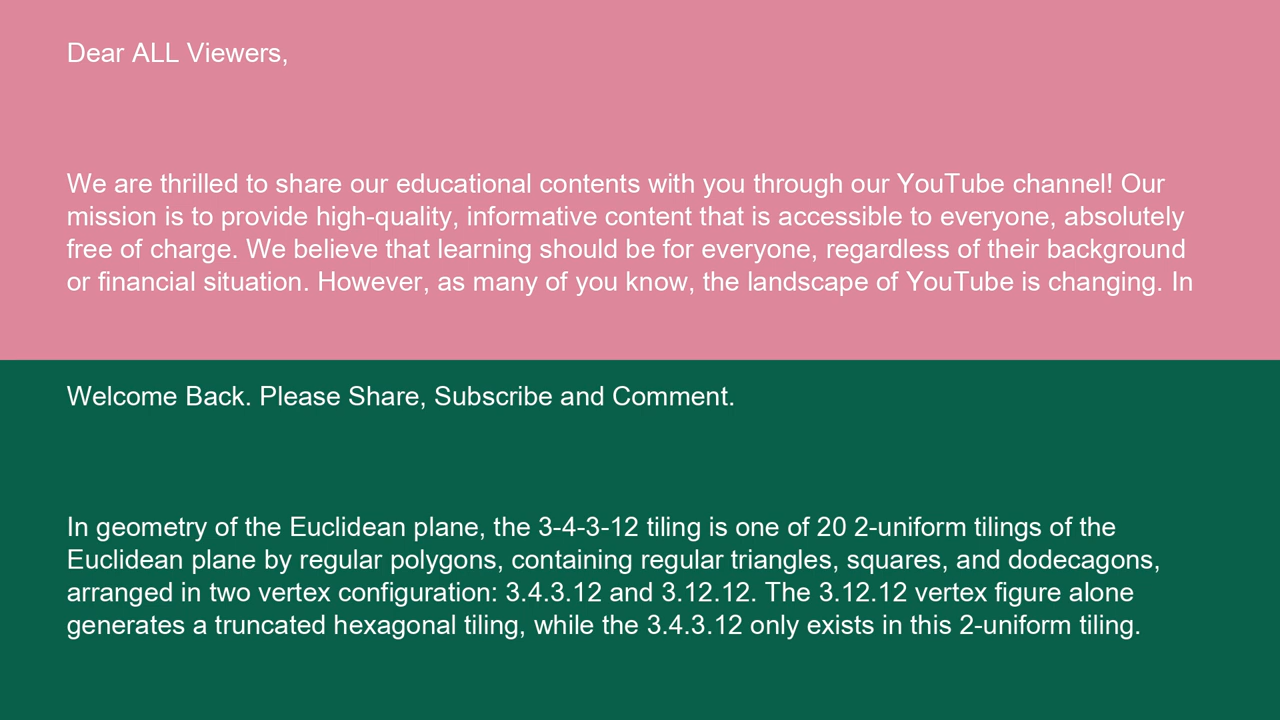 Dear ALL Viewers,
We are thrilled to share our educational contents with you through our YouTube channel! Our
mission is to provide high-quality, informative content that is accessible to everyone, absolutely
free of charge. We believe that learning should be for everyone, regardless of their background
or financial situation. However, as many of you know, the landscape of YouTube is changing. In
Welcome Back. Please Share, Subscribe and Comment.
In geometry of the Euclidean plane, the 3-4-3-12 tiling is one of 20 2-uniform tilings of the
Euclidean plane by regular polygons, containing regular triangles, squares, and dodecagons,
arranged in two vertex configuration: 3.4.3.12 and 3.12.12. The 3.12.12 vertex figure alone
generates a truncated hexagonal tiling, while the 3.4.3.12 only exists in this 2-uniform tiling.